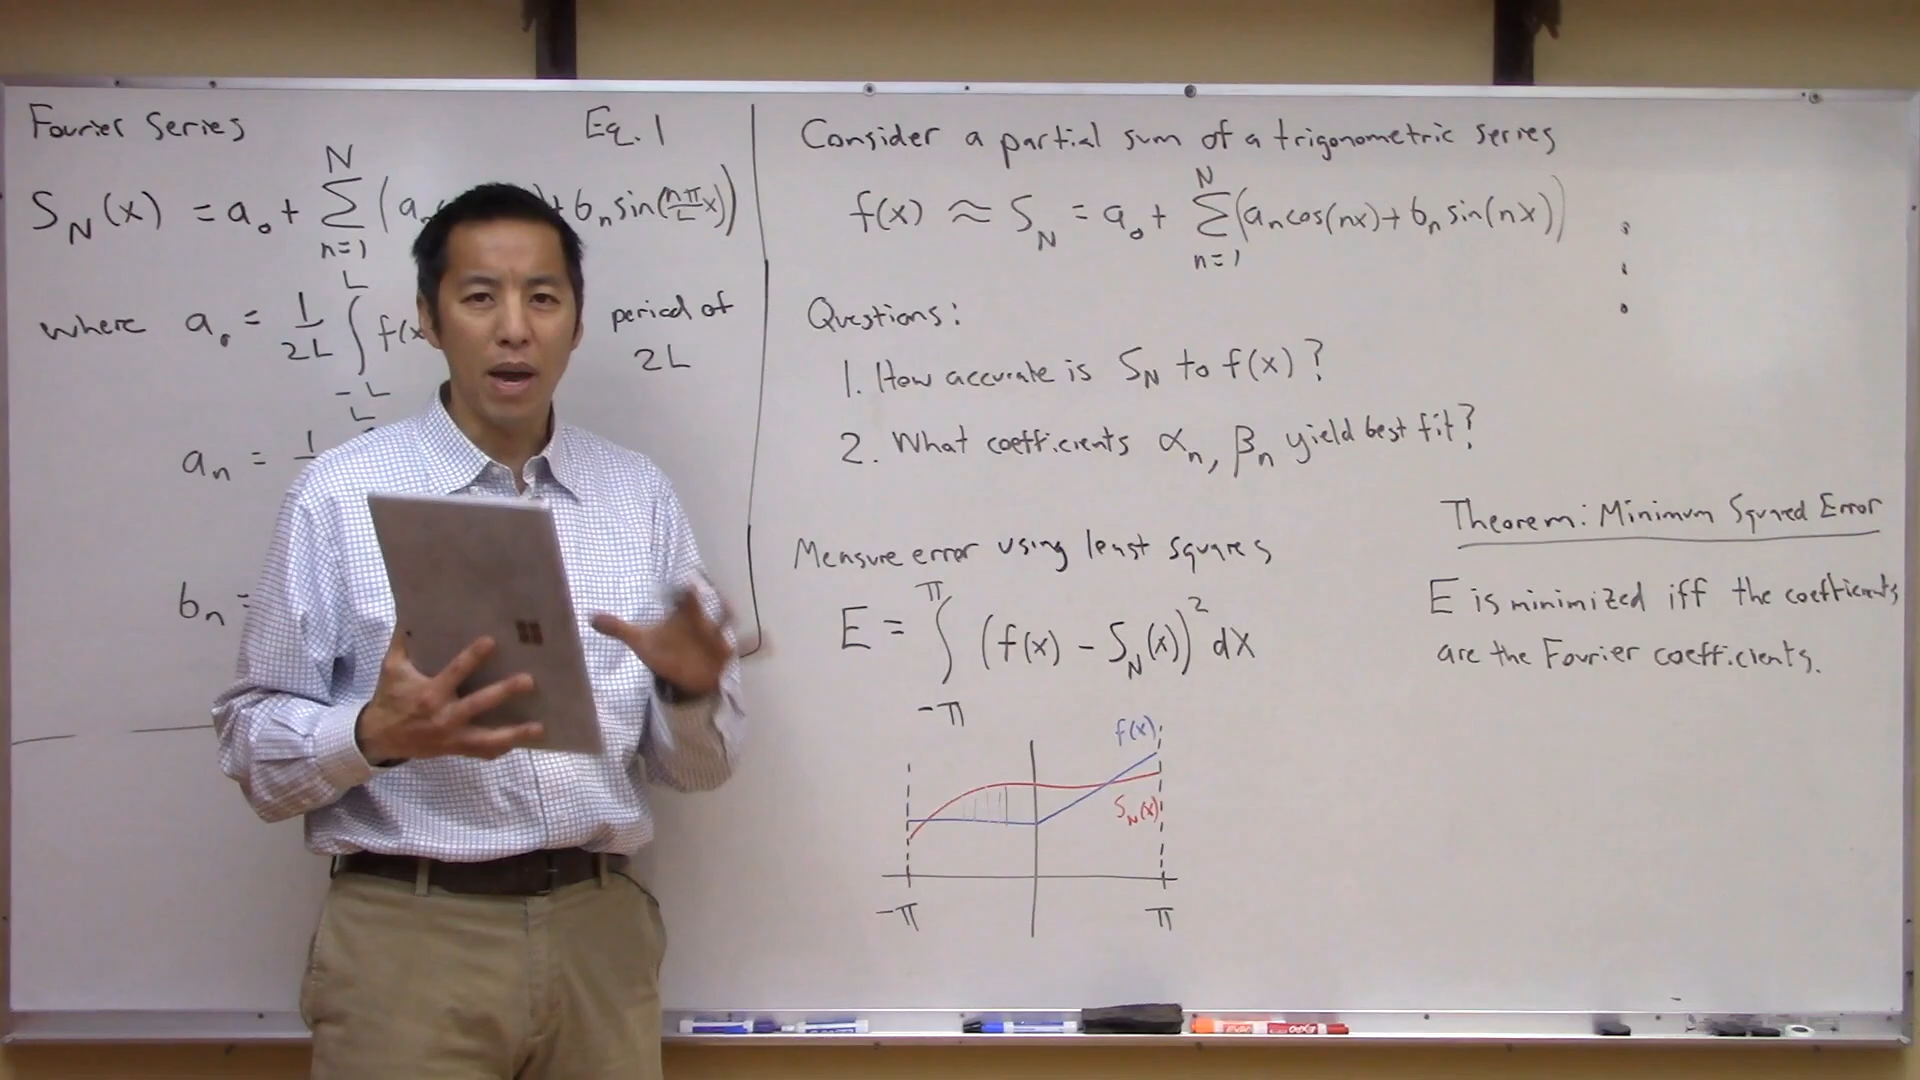 Fourier Series Eq. 1
S_N(x) = a_0 + N Σ n=1 (a_n + b_n sin(nπ/L x))
where a_0 = 1/2L ∫ L -L f(x period of
2L
a_n = 1 L
b_n =
Consider a partial sum of a trigonometric series
f(x) ≈ S_N = a_0 + N Σ n=1 (a_n cos(nx) + b_n sin(nx))
Questions:
1. How accurate is S_N to f(x)?
2. What coefficients α_n, β_n yield best fit?
Measure error using least squares
E = ∫ π -π (f(x) - S_N(x))^2 dx
f(x)
S_N(x)
-π π
Theorem: Minimum Squared Error
E is minimized iff the coefficients
are the Fourier coefficients.